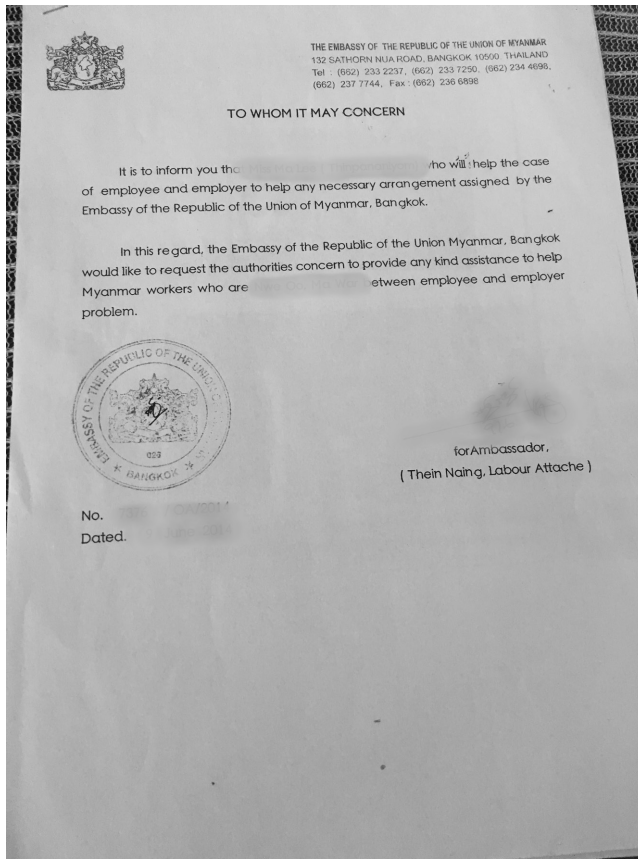 THE EMBASSY OF THE REPUBLIC OF THE UNION OF MYANMAR
132 SATHORN NUA ROAD, BANGKOK 10500 THAILAND
Tel : (662) 233 2237, (662) 233 7250, (662) 234 4698,
(662) 237 7744, Fax : (662) 236 6898
TO WHOM IT MAY CONCERN
It is to inform you who will help the case
of employee and employer to help any necessary arrangement assigned by the
Embassy of the Republic of the Union of Myanmar, Bangkok.
In this regard, the Embassy of the Republic of the Union Myanmar, Bangkok
would like to request the authorities concern to provide any kind assistance to help
Myanmar workers who are between employee and employer
problem.
EMBASSY OF THE REPUBLIC OF THE UNION
BANGKOK
forAmbassador,
( Thein Naing, Labour Attache )
No.
Dated.